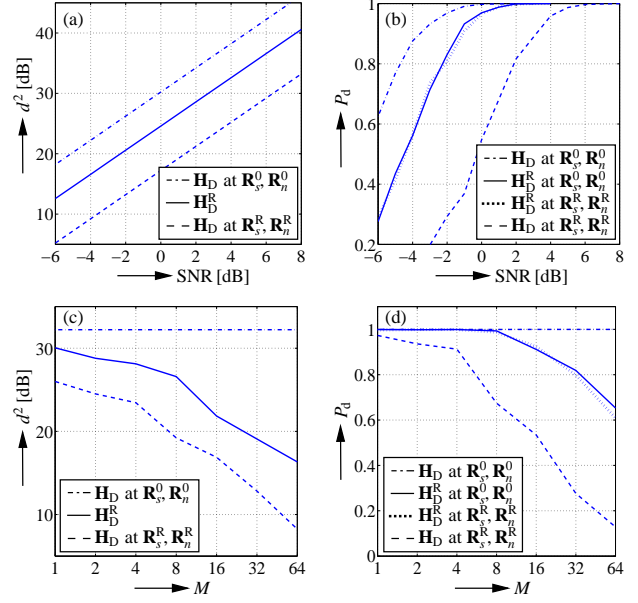 (a)
40
30
20
10
d² [dB]
H_D at R_s^0, R_n^0
H_D^R
H_D at R_s^R, R_n^R
−6 −4 −2 0 2 4 6 8
SNR [dB]
(b)
1
0.8
0.6
0.4
0.2
P_d
H_D at R_s^0, R_n^0
H_D^R at R_s^0, R_n^0
H_D^R at R_s^R, R_n^R
H_D at R_s^R, R_n^R
−6 −4 −2 0 2 4 6 8
SNR [dB]
(c)
40
30
20
10
d² [dB]
H_D at R_s^0, R_n^0
H_D^R
H_D at R_s^R, R_n^R
1 2 4 8 16 32 64
M
(d)
1
0.8
0.6
0.4
0.2
0
P_d
H_D at R_s^0, R_n^0
H_D^R at R_s^0, R_n^0
H_D^R at R_s^R, R_n^R
H_D at R_s^R, R_n^R
1 2 4 8 16 32 64
M